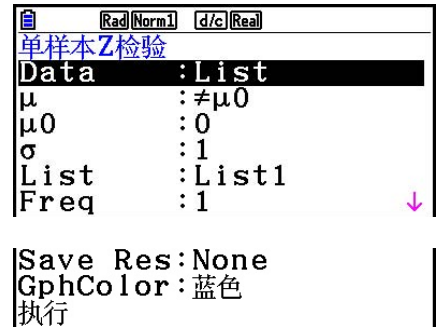 Rad Norm1 d/c Real
单样本Z检验
Data :List
μ :≠μ0
μ0 :0
σ :1
List :List1
Freq :1 ↓
Save Res:None
GphColor:蓝色
执行